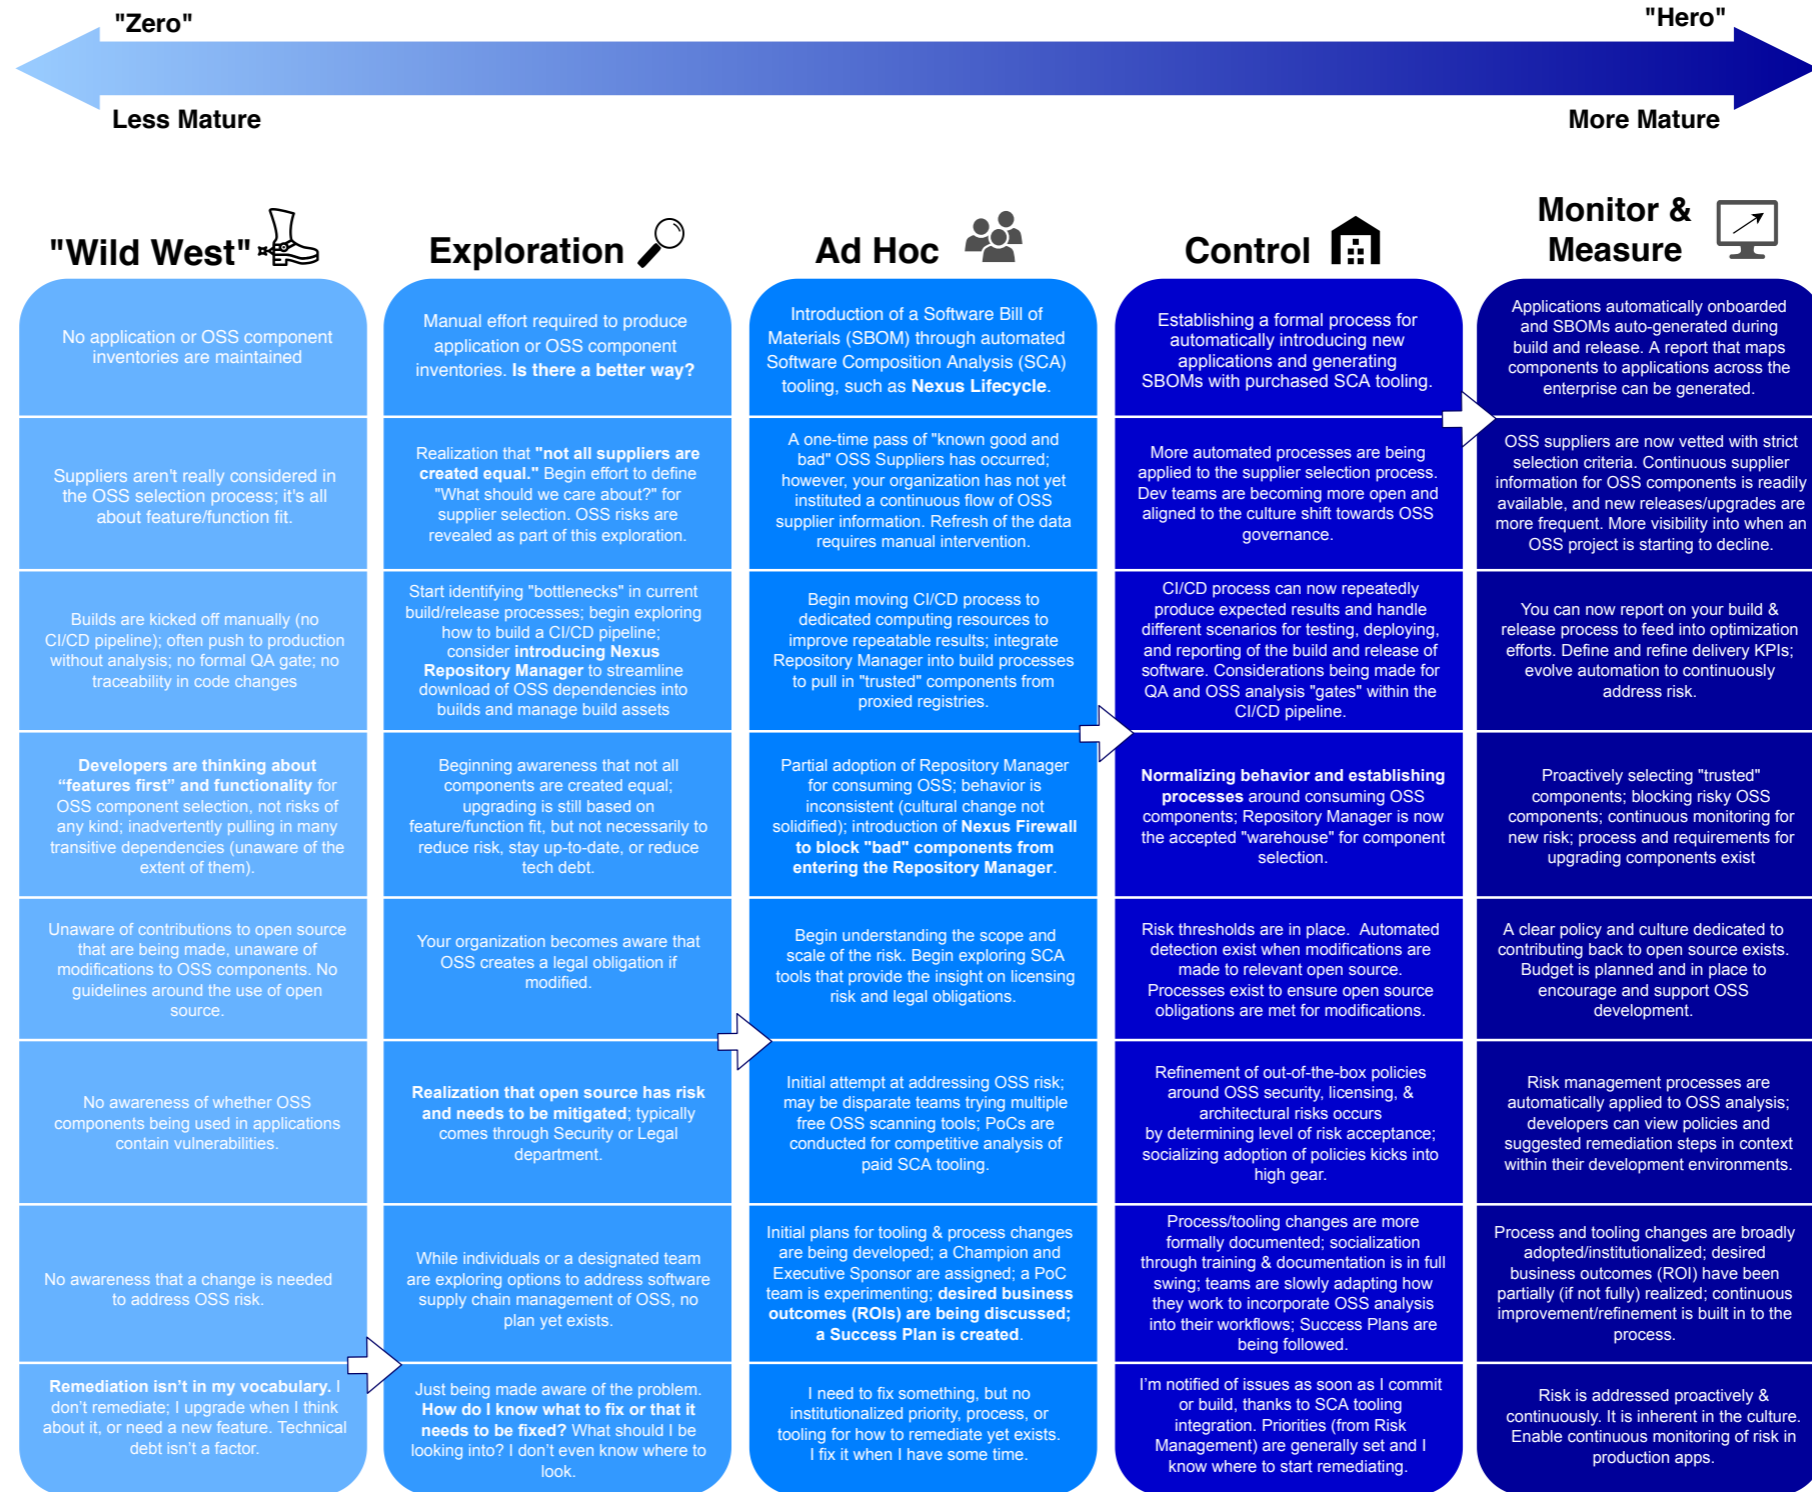 "Zero"
"Hero"
Less Mature
More Mature
"Wild West"
Exploration
Ad Hoc
Control
Monitor &
Measure
No application or OSS component
inventories are maintained
Manual effort required to produce
application or OSS component
inventories. Is there a better way?
Introduction of a Software Bill of
Materials (SBOM) through automated
Software Composition Analysis (SCA)
tooling, such as Nexus Lifecycle.
Establishing a formal process for
automatically introducing new
applications and generating
SBOMs with purchased SCA tooling.
Applications automatically onboarded
and SBOMs auto-generated during
build and release. A report that maps
components to applications across the
enterprise can be generated.
Suppliers aren't really considered in
the OSS selection process; it's all
about feature/function fit.
Realization that "not all suppliers are
created equal." Begin effort to define
"What should we care about?" for
supplier selection. OSS risks are
revealed as part of this exploration.
A one-time pass of "known good and
bad" OSS Suppliers has occurred;
however, your organization has not yet
instituted a continuous flow of OSS
supplier information. Refresh of the data
requires manual intervention.
More automated processes are being
applied to the supplier selection process.
Dev teams are becoming more open and
aligned to the culture shift towards OSS
governance.
OSS suppliers are now vetted with strict
selection criteria. Continuous supplier
information for OSS components is readily
available, and new releases/upgrades are
more frequent. More visibility into when an
OSS project is starting to decline.
Builds are kicked off manually (no
CI/CD pipeline); often push to production
without analysis; no formal QA gate; no
traceability in code changes
Start identifying "bottlenecks" in current
build/release processes; begin exploring
how to build a CI/CD pipeline;
consider introducing Nexus
Repository Manager to streamline
download of OSS dependencies into
builds and manage build assets
Begin moving CI/CD process to
dedicated computing resources to
improve repeatable results; integrate
Repository Manager into build processes
to pull in "trusted" components from
proxied registries.
CI/CD process can now repeatedly
produce expected results and handle
different scenarios for testing, deploying,
and reporting of the build and release of
software. Considerations being made for
QA and OSS analysis "gates" within the
CI/CD pipeline.
You can now report on your build &
release process to feed into optimization
efforts. Define and refine delivery KPIs;
evolve automation to continuously
address risk.
Developers are thinking about
“features first” and functionality for
OSS component selection, not risks of
any kind; inadvertently pulling in many
transitive dependencies (unaware of the
extent of them).
Beginning awareness that not all
components are created equal;
upgrading is still based on
feature/function fit, but not necessarily to
reduce risk, stay up-to-date, or reduce
tech debt.
Partial adoption of Repository Manager
for consuming OSS; behavior is
inconsistent (cultural change not
solidified); introduction of Nexus Firewall
to block "bad" components from
entering the Repository Manager.
Normalizing behavior and establishing
processes around consuming OSS
components; Repository Manager is now
the accepted "warehouse" for component
selection.
Proactively selecting "trusted"
components; blocking risky OSS
components; continuous monitoring for
new risk; process and requirements for
upgrading components exist
Unaware of contributions to open source
that are being made, unaware of
modifications to OSS components. No
guidelines around the use of open
source.
Your organization becomes aware that
OSS creates a legal obligation if
modified.
Begin understanding the scope and
scale of the risk. Begin exploring SCA
tools that provide the insight on licensing
risk and legal obligations.
Risk thresholds are in place. Automated
detection exist when modifications are
made to relevant open source.
Processes exist to ensure open source
obligations are met for modifications.
A clear policy and culture dedicated to
contributing back to open source exists.
Budget is planned and in place to
encourage and support OSS
development.
No awareness of whether OSS
components being used in applications
contain vulnerabilities.
Realization that open source has risk
and needs to be mitigated; typically
comes through Security or Legal
department.
Initial attempt at addressing OSS risk;
may be disparate teams trying multiple
free OSS scanning tools; PoCs are
conducted for competitive analysis of
paid SCA tooling.
Refinement of out-of-the-box policies
around OSS security, licensing, &
architectural risks occurs
by determining level of risk acceptance;
socializing adoption of policies kicks into
high gear.
Risk management processes are
automatically applied to OSS analysis;
developers can view policies and
suggested remediation steps in context
within their development environments.
No awareness that a change is needed
to address OSS risk.
While individuals or a designated team
are exploring options to address software
supply chain management of OSS, no
plan yet exists.
Initial plans for tooling & process changes
are being developed; a Champion and
Executive Sponsor are assigned; a PoC
team is experimenting; desired business
outcomes (ROIs) are being discussed;
a Success Plan is created.
Process/tooling changes are more
formally documented; socialization
through training & documentation is in full
swing; teams are slowly adapting how
they work to incorporate OSS analysis
into their workflows; Success Plans are
being followed.
Process and tooling changes are broadly
adopted/institutionalized; desired
business outcomes (ROI) have been
partially (if not fully) realized; continuous
improvement/refinement is built in to the
process.
Remediation isn’t in my vocabulary. I
don’t remediate; I upgrade when I think
about it, or need a new feature. Technical
debt isn’t a factor.
Just being made aware of the problem.
How do I know what to fix or that it
needs to be fixed? What should I be
looking into? I don’t even know where to
look.
I need to fix something, but no
institutionalized priority, process, or
tooling for how to remediate yet exists.
I fix it when I have some time.
I’m notified of issues as soon as I commit
or build, thanks to SCA tooling
integration. Priorities (from Risk
Management) are generally set and I
know where to start remediating.
Risk is addressed proactively &
continuously. It is inherent in the culture.
Enable continuous monitoring of risk in
production apps.